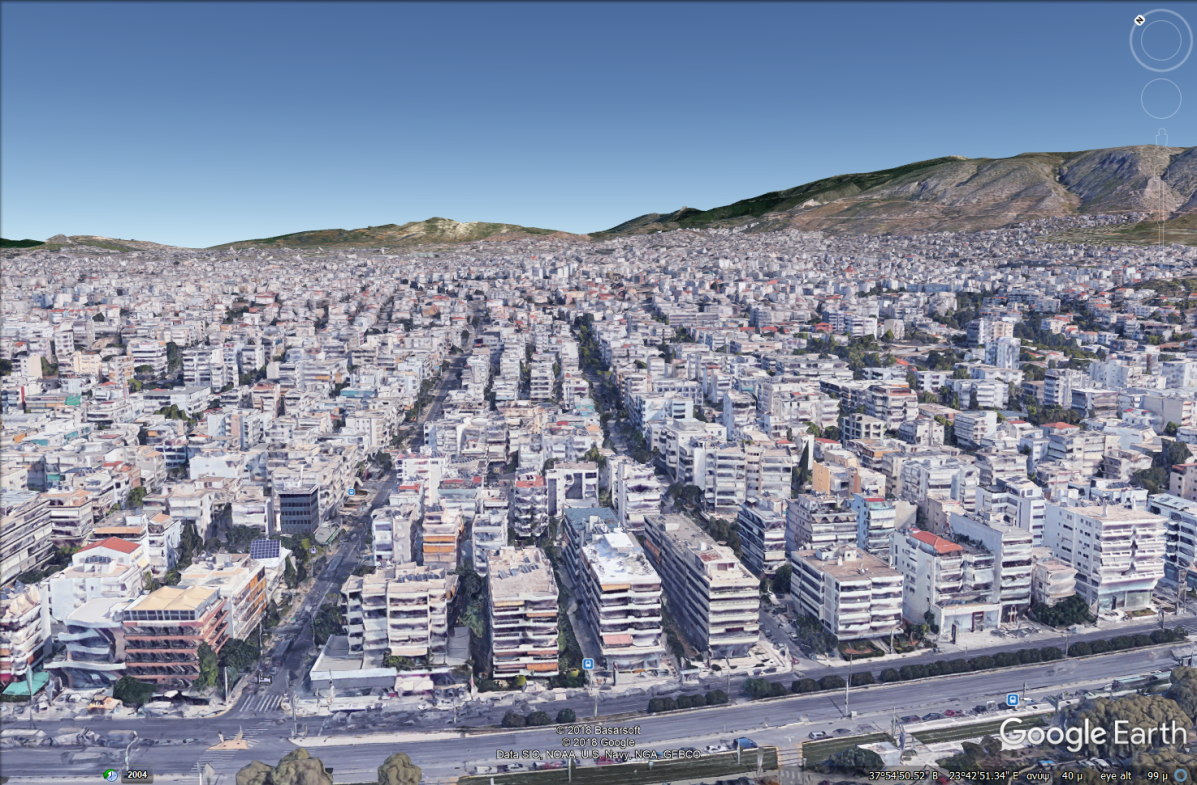 N
© 2018 Basarsoft
© 2018 Google
Data SIO, NOAA, U.S. Navy, NGA, GEBCO
Google Earth
2004
37°54'50.52" Β 23°42'51.34" Ε ανύψ 40 μ eye alt 99 μ